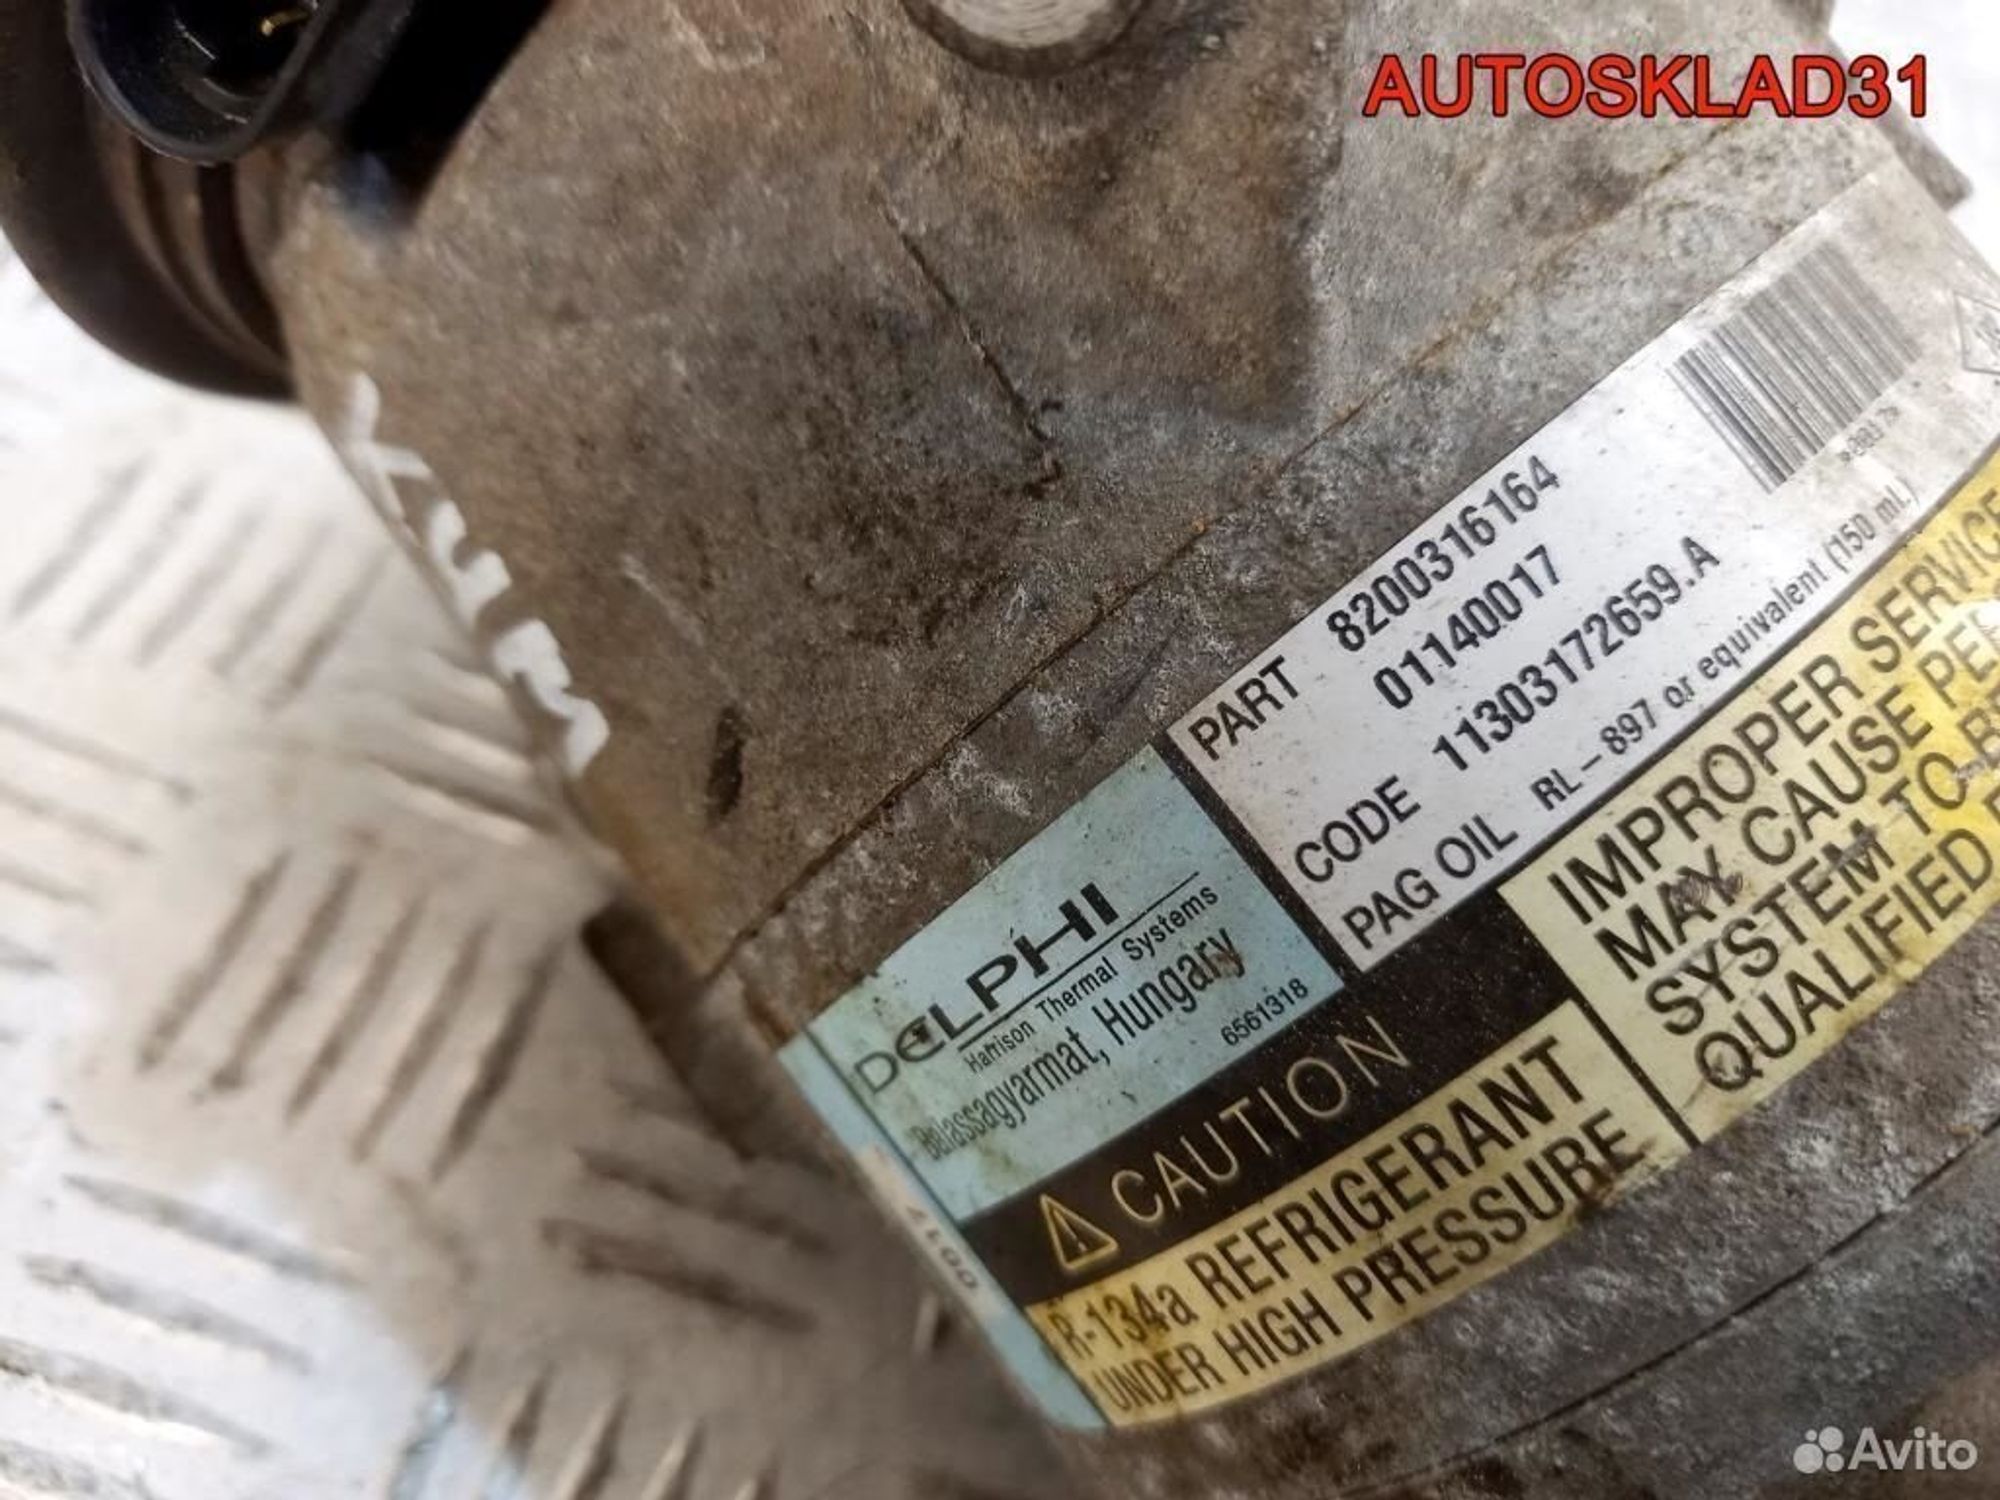 AUTOSKLAD31
PART 8200316164
01140017
CODE 11303172659.A
PAG OIL RL-897 or equivalent (150 mL)
DELPHI
Harrison Thermal Systems
Balassagyarmat, Hungary
6561318
0017
CAUTION
R-134a REFRIGERANT
UNDER HIGH PRESSURE
IMPROPER SERVICE
MAY CAUSE
SYSTEM TO
QUALIFIED
Avito